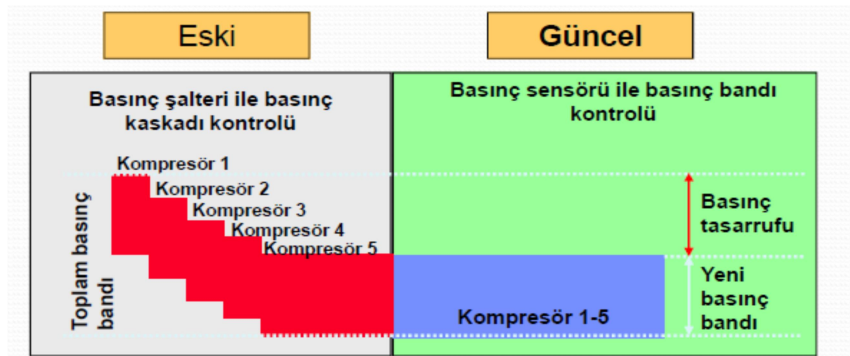 Eski
Güncel
Basınç şalteri ile basınç
kaskadı kontrolü
Kompresör 1
Kompresör 2
Kompresör 3
Kompresör 4
Kompresör 5
Toplam basınç
bandı
Basınç sensörü ile basınç bandı
kontrolü
Basınç
tasarrufu
Yeni
basınç
bandı
Kompresör 1-5